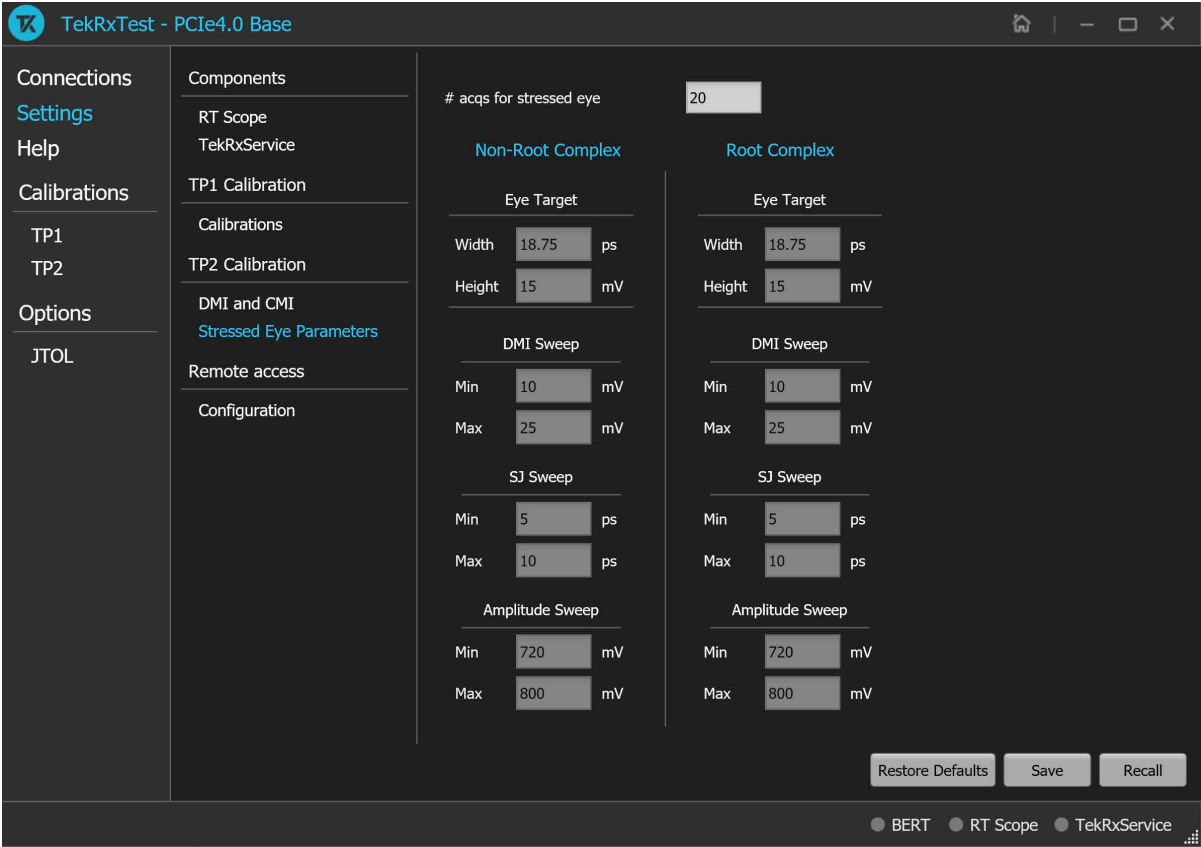 TK TekRxTest - PCIe4.0 Base
Connections
Settings
Help
Calibrations
TP1
TP2
Options
JTOL
Components
RT Scope
TekRxService
TP1 Calibration
Calibrations
TP2 Calibration
DMI and CMI
Stressed Eye Parameters
Remote access
Configuration
# acqs for stressed eye 20
Non-Root Complex
Eye Target
Width 18.75 ps
Height 15 mV
DMI Sweep
Min 10 mV
Max 25 mV
SJ Sweep
Min 5 ps
Max 10 ps
Amplitude Sweep
Min 720 mV
Max 800 mV
Root Complex
Eye Target
Width 18.75 ps
Height 15 mV
DMI Sweep
Min 10 mV
Max 25 mV
SJ Sweep
Min 5 ps
Max 10 ps
Amplitude Sweep
Min 720 mV
Max 800 mV
Restore Defaults Save Recall
BERT RT Scope TekRxService